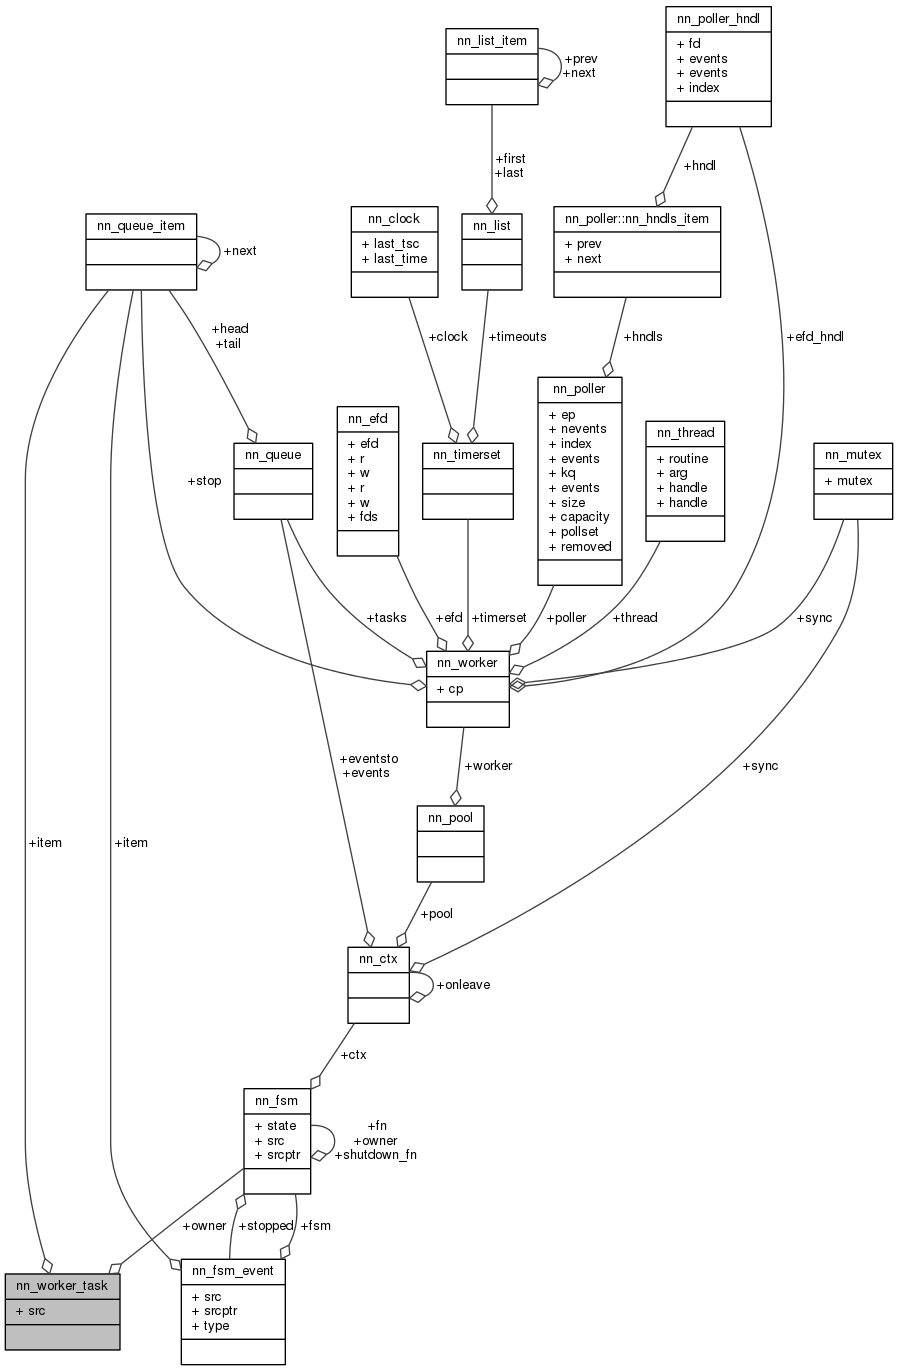 nn_poller_hndl
+ fd
+ events
+ events
+ index
nn_list_item
+prev
+next
+first
+last
+hndl
nn_queue_item
+next
nn_clock
+ last_tsc
+ last_time
nn_list
nn_poller::nn_hndls_item
+ prev
+ next
+head
+tail
+clock
+timeouts
+hndls
+efd_hndl
nn_poller
+ ep
+ nevents
+ index
+ events
+ kq
+ events
+ size
+ capacity
+ pollset
+ removed
nn_efd
+ efd
+ r
+ w
+ r
+ w
+ fds
nn_thread
+ routine
+ arg
+ handle
+ handle
+stop
nn_queue
nn_timerset
nn_mutex
+ mutex
+tasks
+efd
+timerset
+poller
+thread
+sync
nn_worker
+ cp
+eventsto
+events
+worker
+sync
nn_pool
+item
+item
+pool
nn_ctx
+onleave
+ctx
nn_fsm
+ state
+ src
+ srcptr
+fn
+owner
+shutdown_fn
+owner
+stopped
+fsm
nn_worker_task
+ src
nn_fsm_event
+ src
+ srcptr
+ type